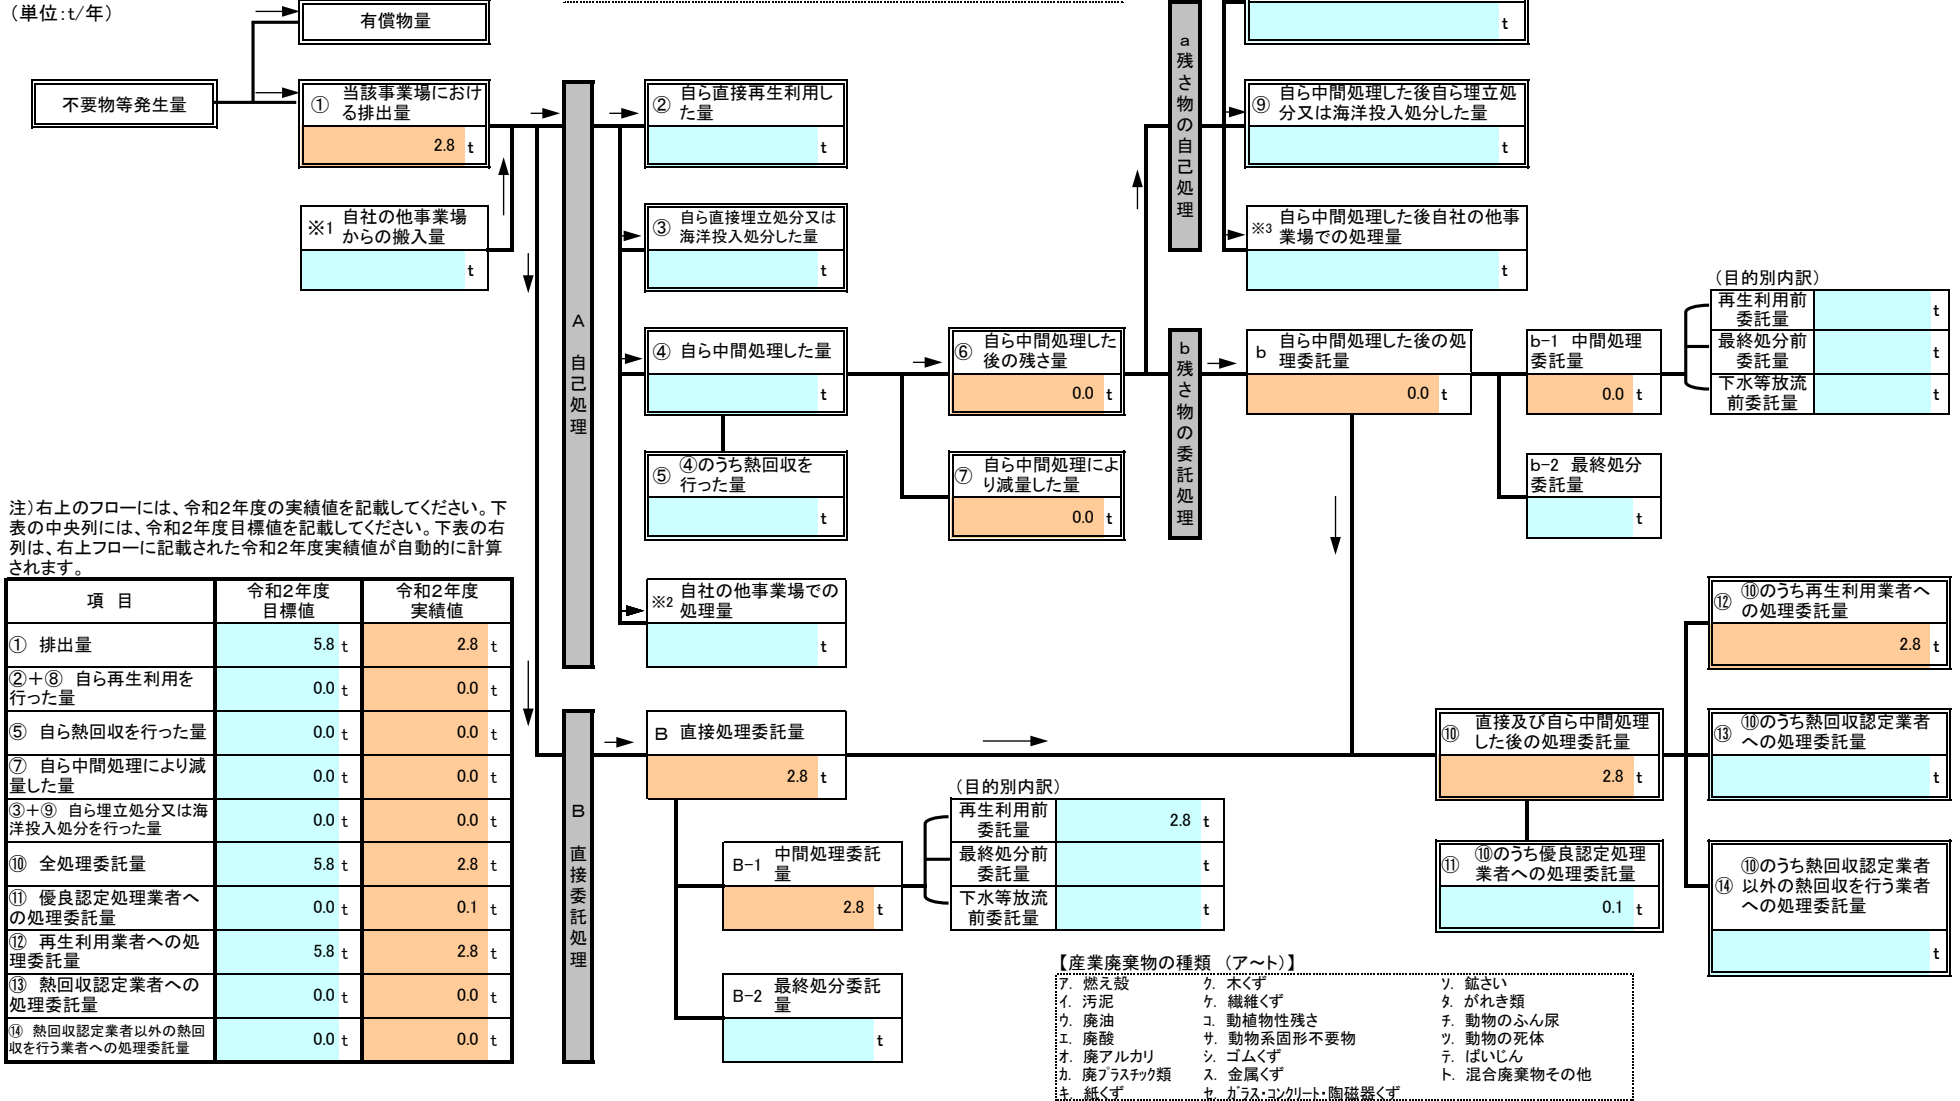 （単位：t/年）
有償物量
t
不要物等発生量
① 当該事業場におけ
る排出量
2.8 t
※1 自社の他事業場
からの搬入量
t
A 自己処理
② 自ら直接再生利用し
た量
t
③ 自ら直接埋立処分又は
海洋投入処分した量
t
④ 自ら中間処理した量
t
⑤ ④のうち熱回収を
行った量
t
⑥ 自ら中間処理した
後の残さ量
0.0 t
⑦ 自ら中間処理によ
り減量した量
0.0 t
※2 自社の他事業場での
処理量
t
a残さ物の自己処理
⑨ 自ら中間処理した後自ら埋立処
分又は海洋投入処分した量
t
※3 自ら中間処理した後自社の他事
業場での処理量
t
b残さ物の委託処理
b 自ら中間処理した後の処
理委託量
0.0 t
b-1 中間処理
委託量
0.0 t
b-2 最終処分
委託量
t
（目的別内訳）
再生利用前
委託量
t
最終処分前
委託量
t
下水等放流
前委託量
t
注）右上のフローには、令和２年度の実績値を記載してください。下
表の中央列には、令和２年度目標値を記載してください。下表の右
列は、右上フローに記載された令和２年度実績値が自動的に計算
されます。
項 目
令和２年度
目標値
令和２年度
実績値
① 排出量 5.8 t 2.8 t
②＋⑧ 自ら再生利用を
行った量 0.0 t 0.0 t
⑤ 自ら熱回収を行った量 0.0 t 0.0 t
⑦ 自ら中間処理により減
量した量 0.0 t 0.0 t
③＋⑨ 自ら埋立処分又は海
洋投入処分を行った量 0.0 t 0.0 t
⑩ 全処理委託量 5.8 t 2.8 t
⑪ 優良認定処理業者へ
の処理委託量 0.0 t 0.1 t
⑫ 再生利用業者への処
理委託量 5.8 t 2.8 t
⑬ 熱回収認定業者への
処理委託量 0.0 t 0.0 t
⑭ 熱回収認定業者以外の熱回
収を行う業者への処理委託量 0.0 t 0.0 t
B 直接委託処理
B 直接処理委託量
2.8 t
B-1 中間処理委託
量
2.8 t
B-2 最終処分委託
量
t
（目的別内訳）
再生利用前
委託量
2.8 t
最終処分前
委託量
t
下水等放流
前委託量
t
⑩ 直接及び自ら中間処理
した後の処理委託量
2.8 t
⑪ ⑩のうち優良認定処理
業者への処理委託量
0.1 t
⑫ ⑩のうち再生利用業者へ
の処理委託量
2.8 t
⑬ ⑩のうち熱回収認定業者
への処理委託量
t
⑭ ⑩のうち熱回収認定業者
以外の熱回収を行う業者
への処理委託量
t
【産業廃棄物の種類 （ア～ト）】
ア. 燃え殻 ク. 木くず ソ. 鉱さい
イ. 汚泥 ケ. 繊維くず タ. がれき類
ウ. 廃油 コ. 動植物性残さ チ. 動物のふん尿
エ. 廃酸 サ. 動物系固形不要物 ツ. 動物の死体
オ. 廃アルカリ シ. ゴムくず テ. ばいじん
カ. 廃プラスチック類 ス. 金属くず ト. 混合廃棄物その他
キ. 紙くず セ. ガラス・コンクリート・陶磁器くず